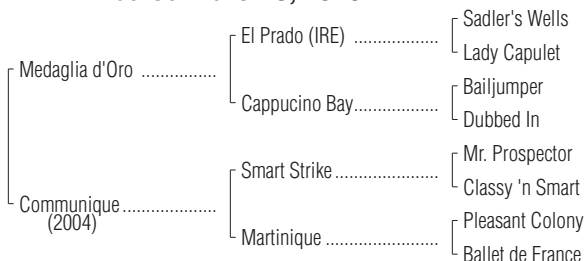 Sadler's Wells
El Prado (IRE) ....................
Lady Capulet
Medaglia d'Oro ................
Bailjumper
Cappucino Bay....................
Dubbed In
Mr. Prospector
Smart Strike ........................
Classy 'n Smart
Communique ....................
(2004)
Pleasant Colony
Martinique ..........................
Ballet de France